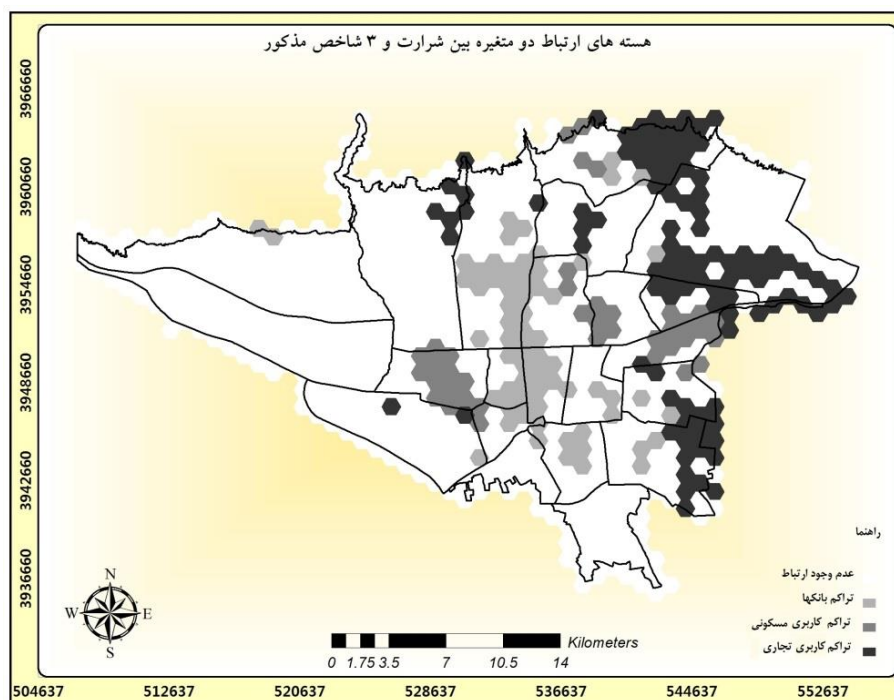 هسته های ارتباط دو متغیره بین شرارت و ۳ شاخص مذکور
3966660
3960660
3954660
3948660
3942660
3936660
N
W E
S
راهنما
عدم وجود ارتباط
تراکم بانکها
تراکم کاربری مسکونی
تراکم کاربری تجاری
Kilometers
0 1.75 3.5 7 10.5 14
504637 512637 520637 528637 536637 544637 552637